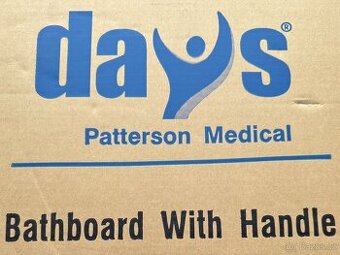 days®
Patterson Medical
Bathboard With Handle